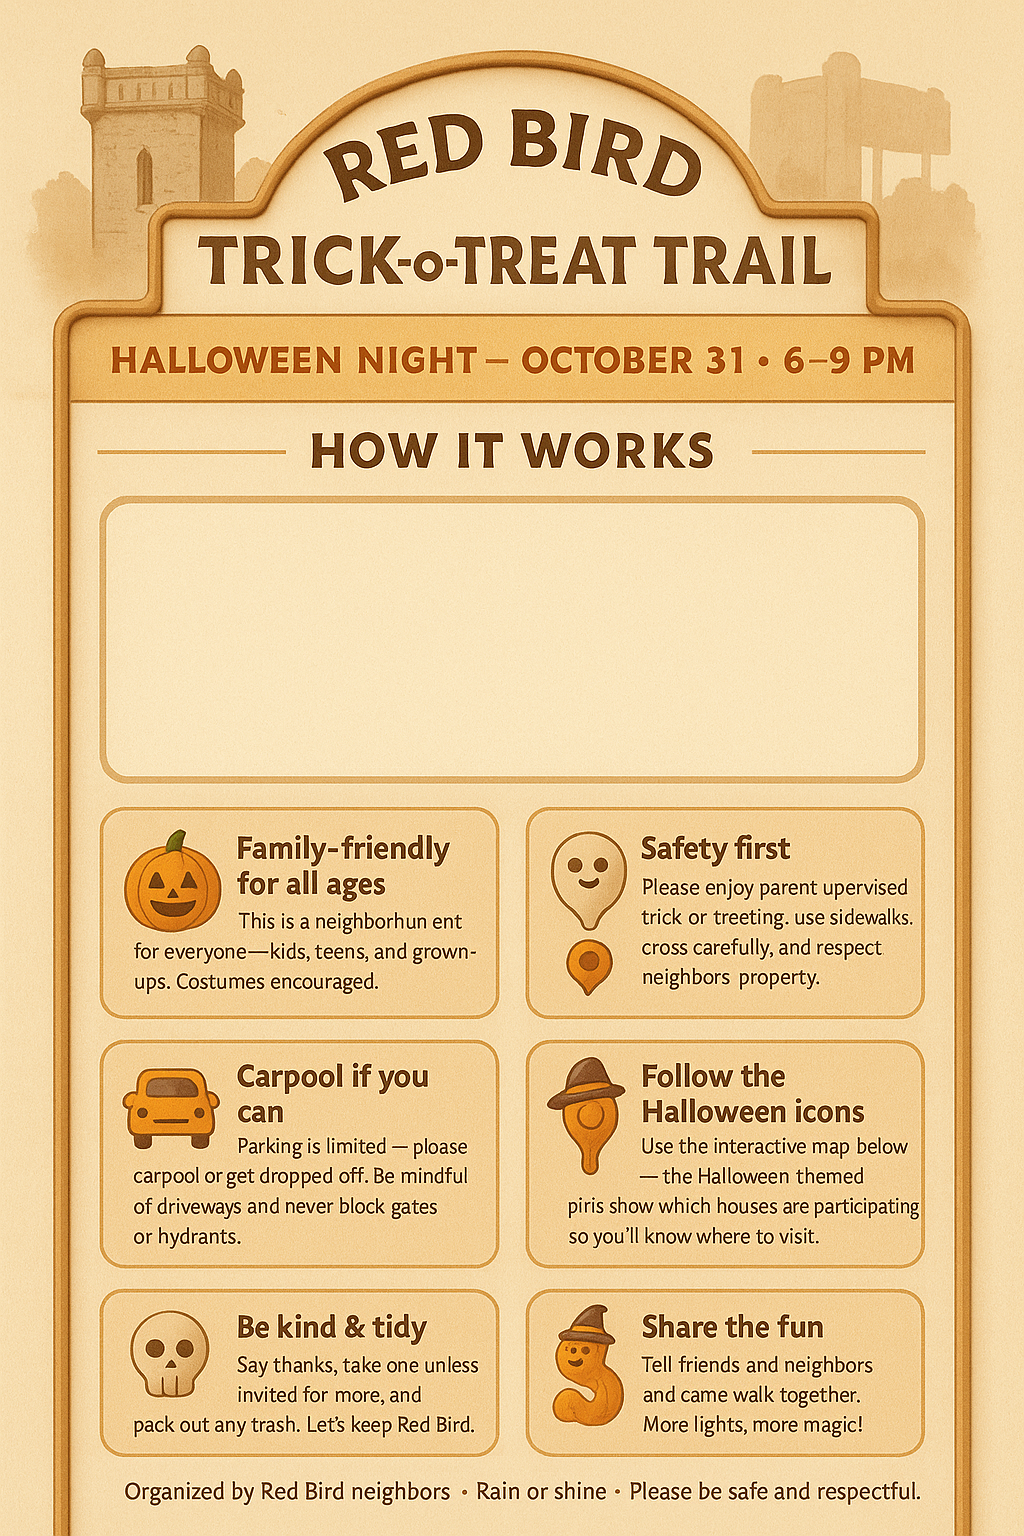 RED BIRD
TRICK-o-TREAT TRAIL
HALLOWEEN NIGHT — OCTOBER 31 • 6–9 PM
HOW IT WORKS
Family-friendly
for all ages
This is a neighborhun ent
for everyone—kids, teens, and grown-
ups. Costumes encouraged.
Safety first
Please enjoy parent upervised
trick or treeting. use sidewalks.
cross carefully, and respect
neighbors property.
Carpool if you
can
Parking is limited — please
carpool or get dropped off. Be mindful
of driveways and never block gates
or hydrants.
Follow the
Halloween icons
Use the interactive map below
— the Halloween themed
piris show which houses are participating
so you'll know where to visit.
Be kind & tidy
Say thanks, take one unless
invited for more, and
pack out any trash. Let's keep Red Bird.
Share the fun
Tell friends and neighbors
and came walk together.
More lights, more magic!
Organized by Red Bird neighbors • Rain or shine • Please be safe and respectful.